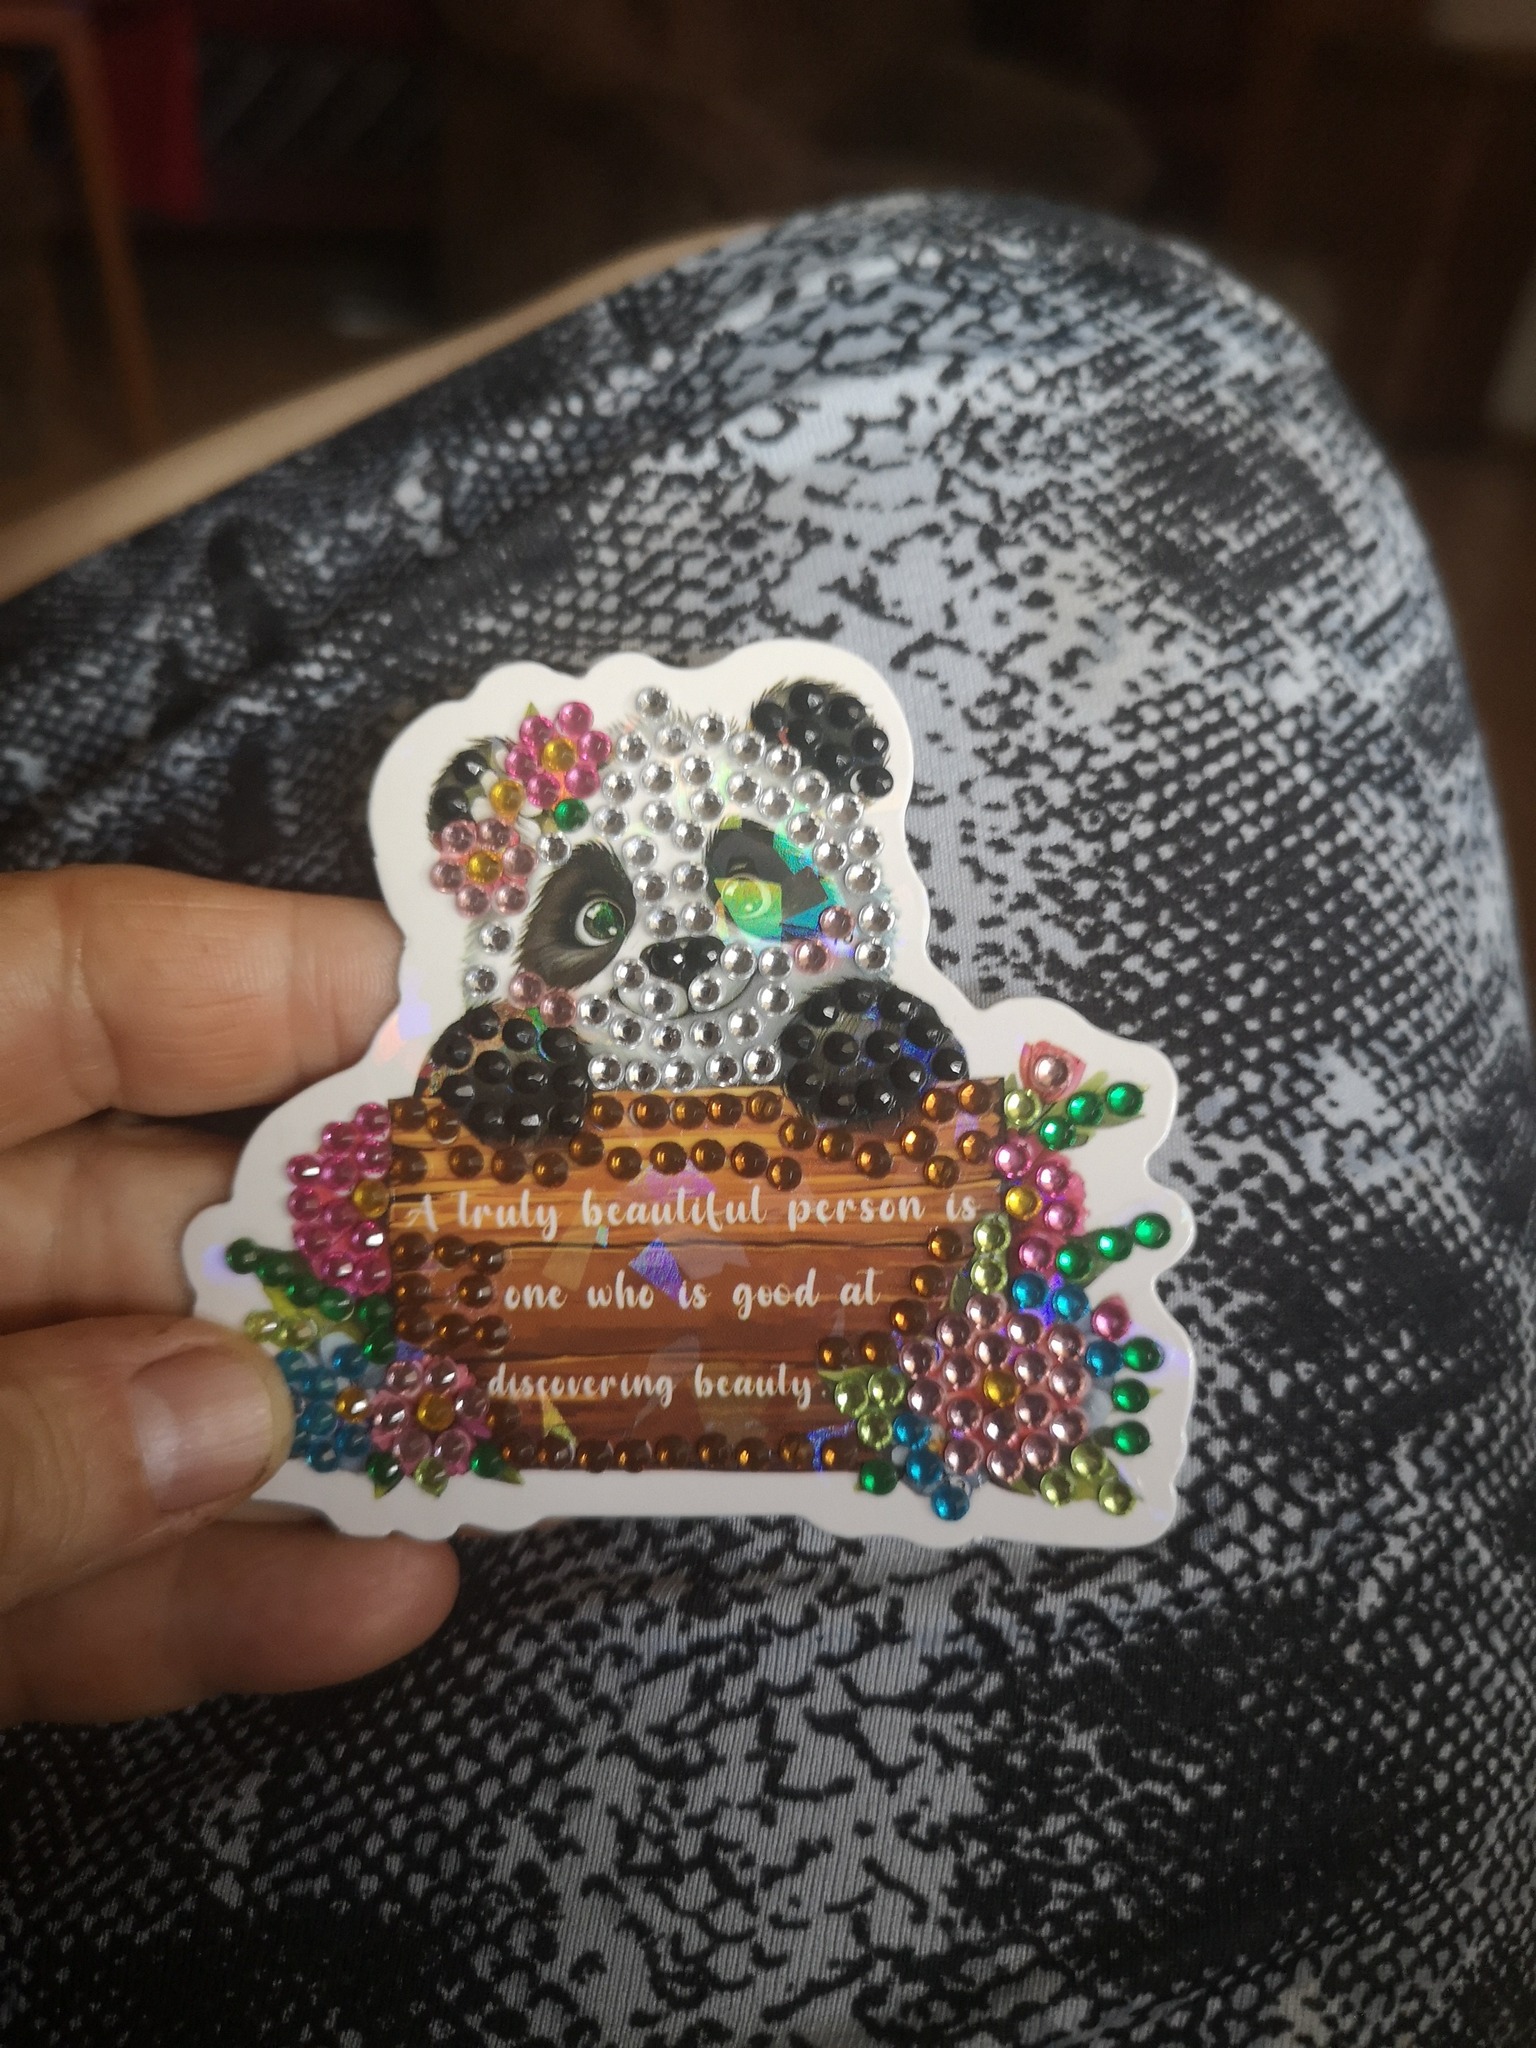 A truly beautiful person is
one who is good at
discovering beauty.